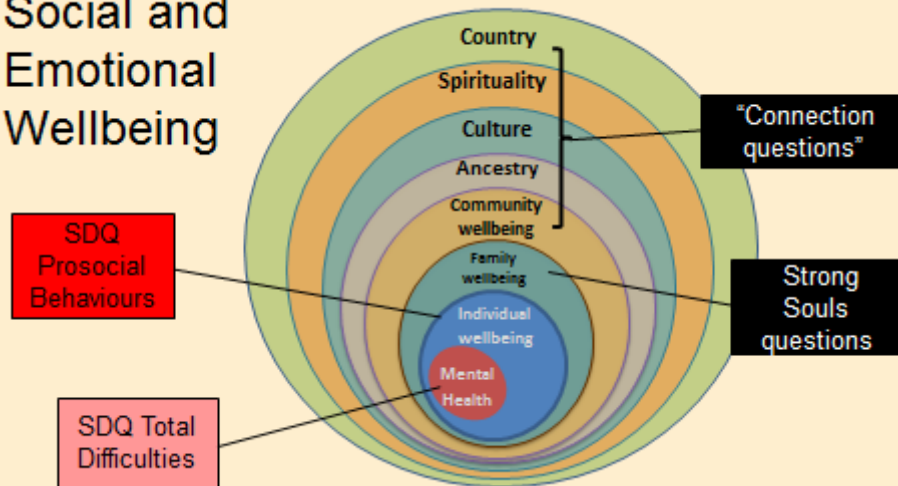 Social and
Emotional
Wellbeing
Country
Spirituality
Culture
Ancestry
Community
wellbeing
Family
wellbeing
Individual
wellbeing
Mental
Health
"Connection
questions"
Strong
Souls
questions
SDQ
Prosocial
Behaviours
SDQ Total
Difficulties